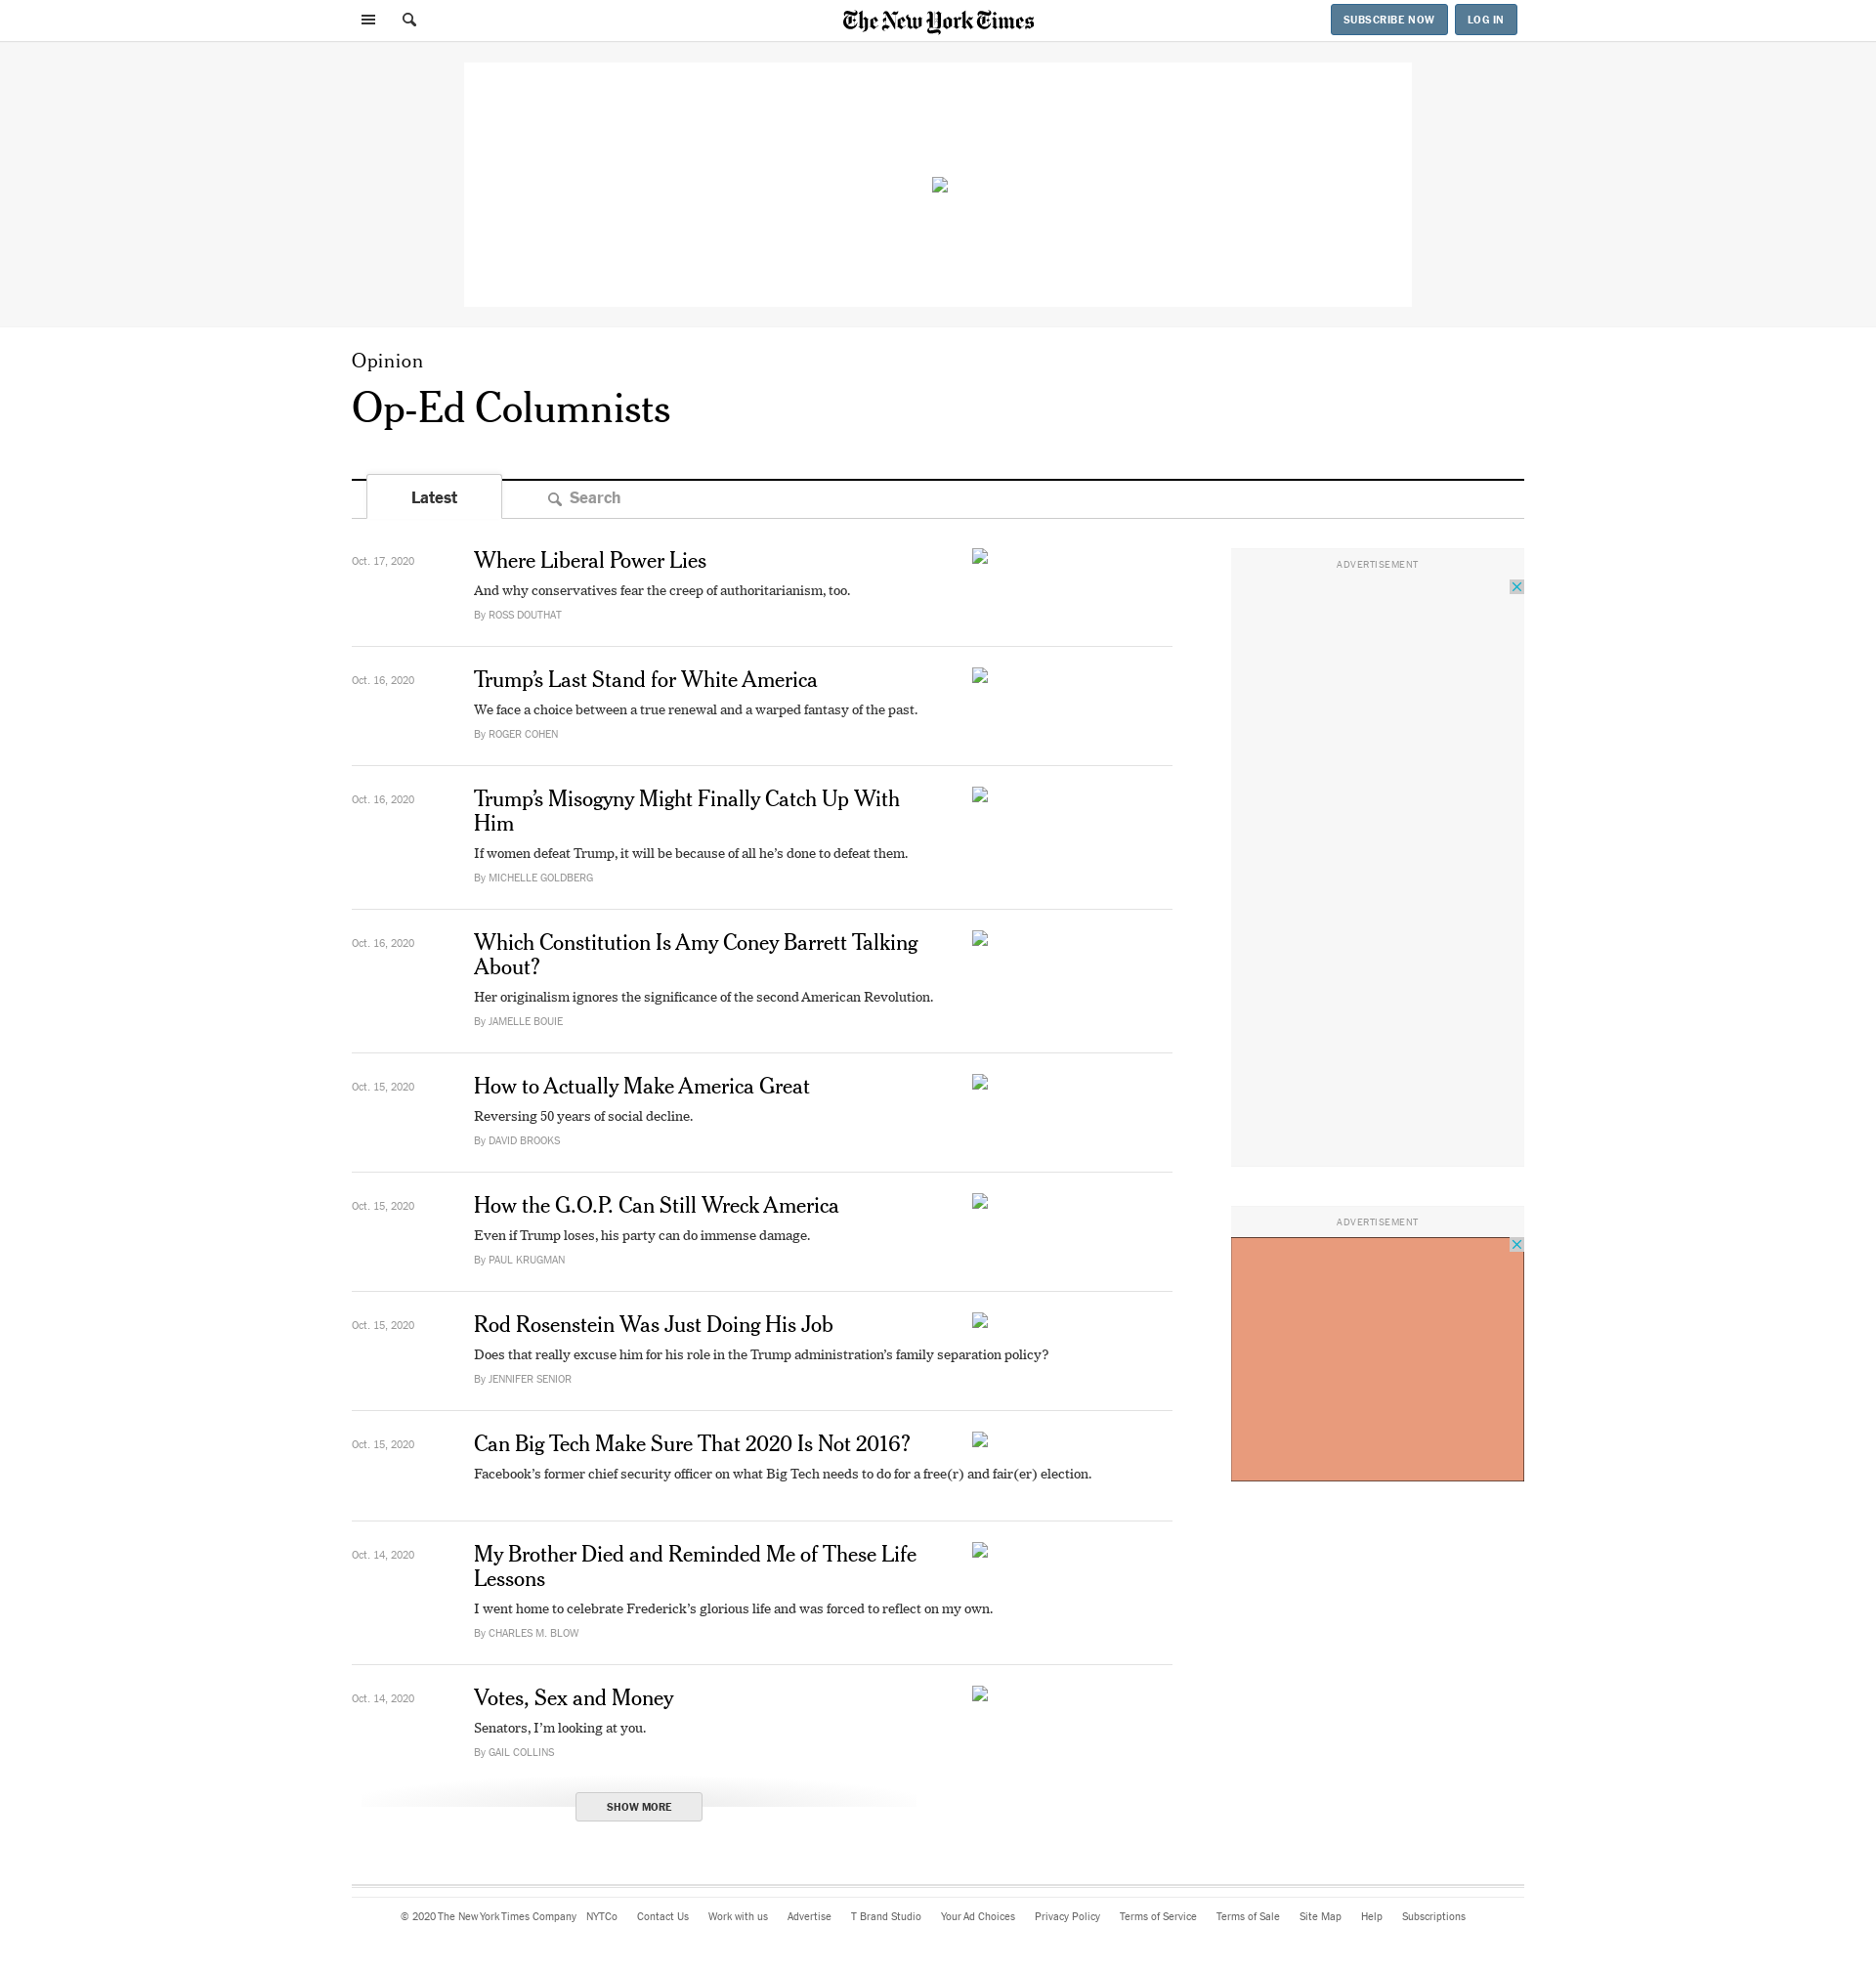 The New York Times
SUBSCRIBE NOW
LOG IN
Opinion
Op-Ed Columnists
Latest
Search
Oct. 17, 2020
Where Liberal Power Lies
And why conservatives fear the creep of authoritarianism, too.
By ROSS DOUTHAT
Oct. 16, 2020
Trump’s Last Stand for White America
We face a choice between a true renewal and a warped fantasy of the past.
By ROGER COHEN
Oct. 16, 2020
Trump’s Misogyny Might Finally Catch Up With
Him
If women defeat Trump, it will be because of all he’s done to defeat them.
By MICHELLE GOLDBERG
Oct. 16, 2020
Which Constitution Is Amy Coney Barrett Talking
About?
Her originalism ignores the significance of the second American Revolution.
By JAMELLE BOUIE
Oct. 15, 2020
How to Actually Make America Great
Reversing 50 years of social decline.
By DAVID BROOKS
Oct. 15, 2020
How the G.O.P. Can Still Wreck America
Even if Trump loses, his party can do immense damage.
By PAUL KRUGMAN
Oct. 15, 2020
Rod Rosenstein Was Just Doing His Job
Does that really excuse him for his role in the Trump administration’s family separation policy?
By JENNIFER SENIOR
Oct. 15, 2020
Can Big Tech Make Sure That 2020 Is Not 2016?
Facebook’s former chief security officer on what Big Tech needs to do for a free(r) and fair(er) election.
Oct. 14, 2020
My Brother Died and Reminded Me of These Life
Lessons
I went home to celebrate Frederick’s glorious life and was forced to reflect on my own.
By CHARLES M. BLOW
Oct. 14, 2020
Votes, Sex and Money
Senators, I’m looking at you.
By GAIL COLLINS
SHOW MORE
ADVERTISEMENT
ADVERTISEMENT
© 2020 The New York Times Company NYTCo Contact Us Work with us Advertise T Brand Studio Your Ad Choices Privacy Policy Terms of Service Terms of Sale Site Map Help Subscriptions